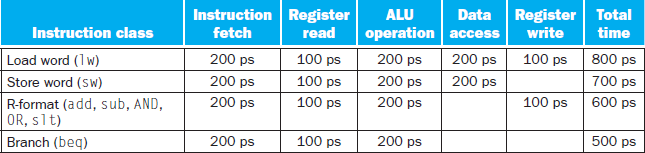 Instruction class Instruction fetch Register read ALU operation Data access Register write Total time
Load word (lw) 200 ps 100 ps 200 ps 200 ps 100 ps 800 ps
Store word (sw) 200 ps 100 ps 200 ps 200 ps 700 ps
R-format (add, sub, AND, 200 ps 100 ps 200 ps 100 ps 600 ps
OR, slt)
Branch (beq) 200 ps 100 ps 200 ps 500 ps